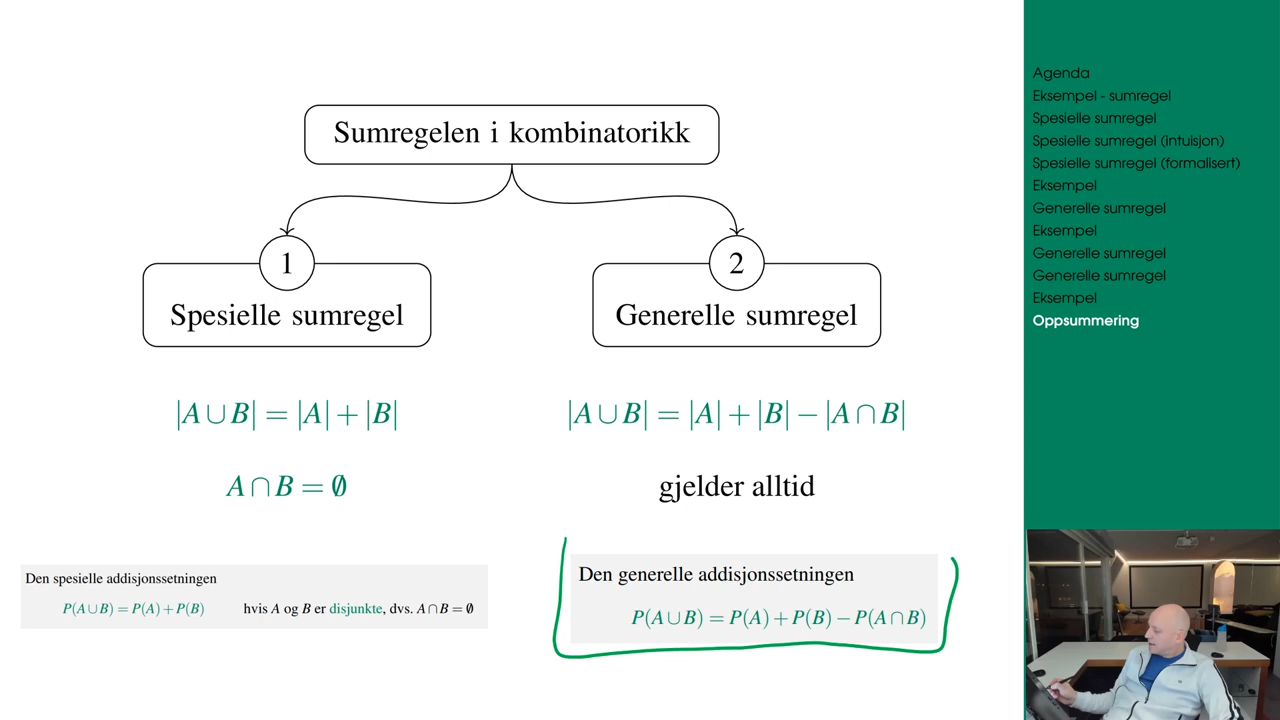 Sumregelen i kombinatorikk
1
Spesielle sumregel
2
Generelle sumregel
|A ∪ B| = |A| + |B|
|A ∪ B| = |A| + |B| − |A ∩ B|
A ∩ B = ∅
gjelder alltid
Den spesielle addisjonssetningen
P(A ∪ B) = P(A) + P(B) hvis A og B er disjunkte, dvs. A ∩ B = ∅
Den generelle addisjonssetningen
P(A ∪ B) = P(A) + P(B) − P(A ∩ B)
Agenda
Eksempel - sumregel
Spesielle sumregel
Spesielle sumregel (intuisjon)
Spesielle sumregel (formalisert)
Eksempel
Generelle sumregel
Eksempel
Generelle sumregel
Generelle sumregel
Eksempel
Oppsummering